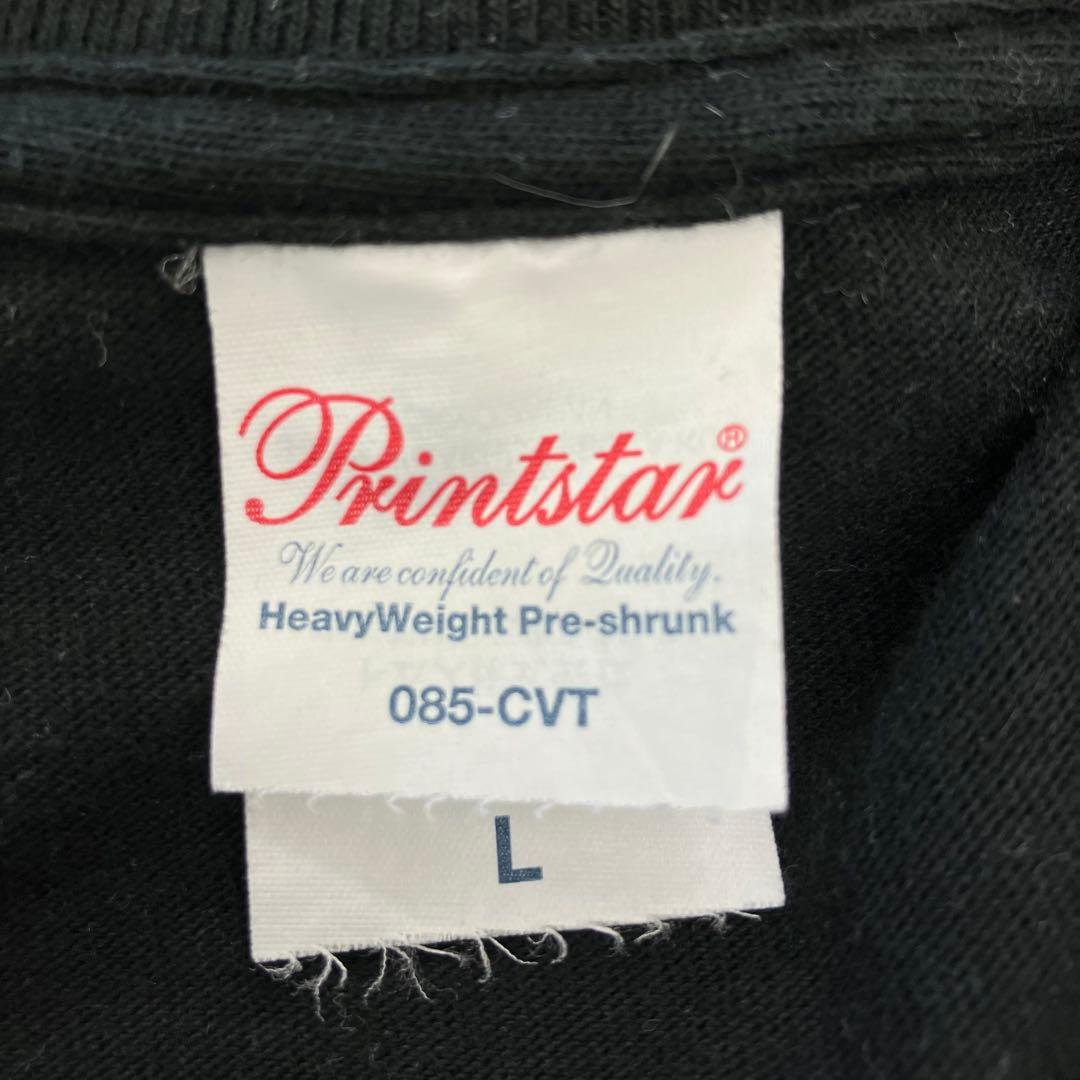 Printstar®
We are confident of Quality.
HeavyWeight Pre-shrunk
085-CVT
L